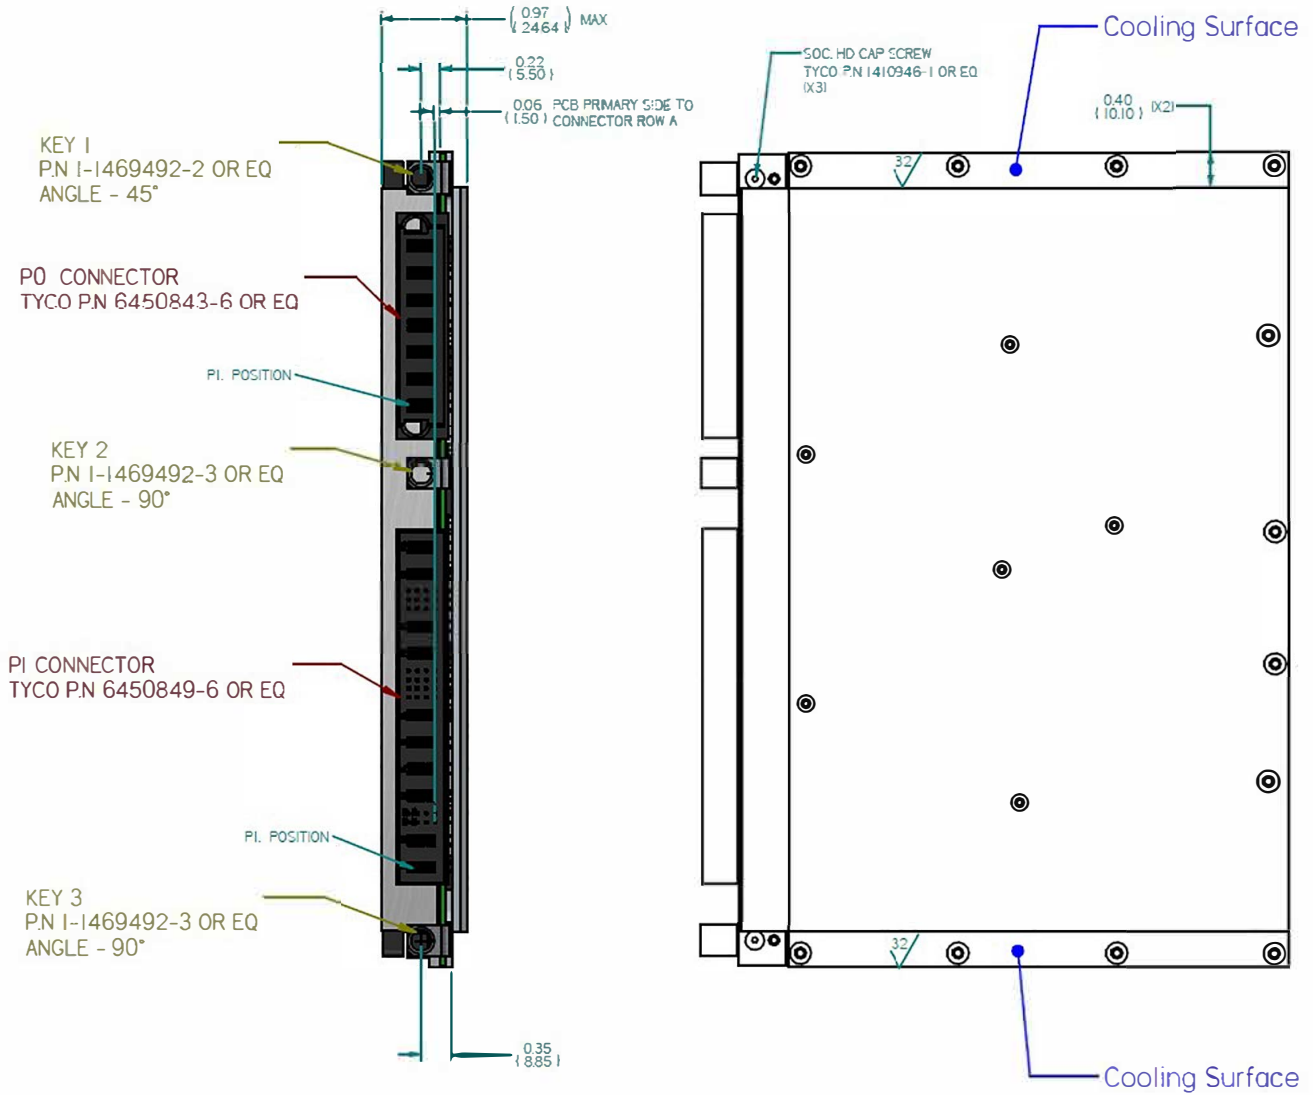 0.97
( 24.64 ) MAX
0.22
( 5.50 )
0.06 PCB PRIMARY SIDE TO
( 1.50 ) CONNECTOR ROW A
KEY 1
P.N 1-1469492-2 OR EQ
ANGLE - 45°
P0 CONNECTOR
TYCO P.N 6450843-6 OR EQ
P1. POSITION
KEY 2
P.N 1-1469492-3 OR EQ
ANGLE - 90°
P1 CONNECTOR
TYCO P.N 6450849-6 OR EQ
P1. POSITION
KEY 3
P.N 1-1469492-3 OR EQ
ANGLE - 90°
0.35
( 8.85 )
Cooling Surface
SOC. HD CAP SCREW
TYCO P.N 1410946-1 OR EQ
(X3)
0.40
( 10.10 ) (X2)
32
32
Cooling Surface